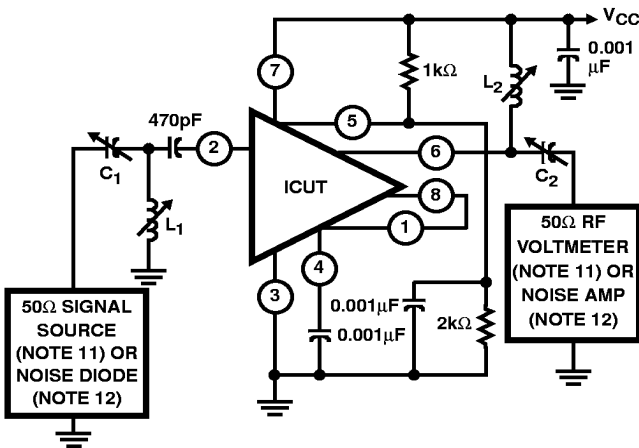 VCC
0.001
μF
7
1kΩ
L2
470pF
5
2
6
C1
ICUT
C2
8
L1
1
50Ω RF
VOLTMETER
(NOTE 11) OR
NOISE AMP
(NOTE 12)
4
3
50Ω SIGNAL
SOURCE
(NOTE 11) OR
NOISE DIODE
(NOTE 12)
0.001μF
0.001μF
2kΩ